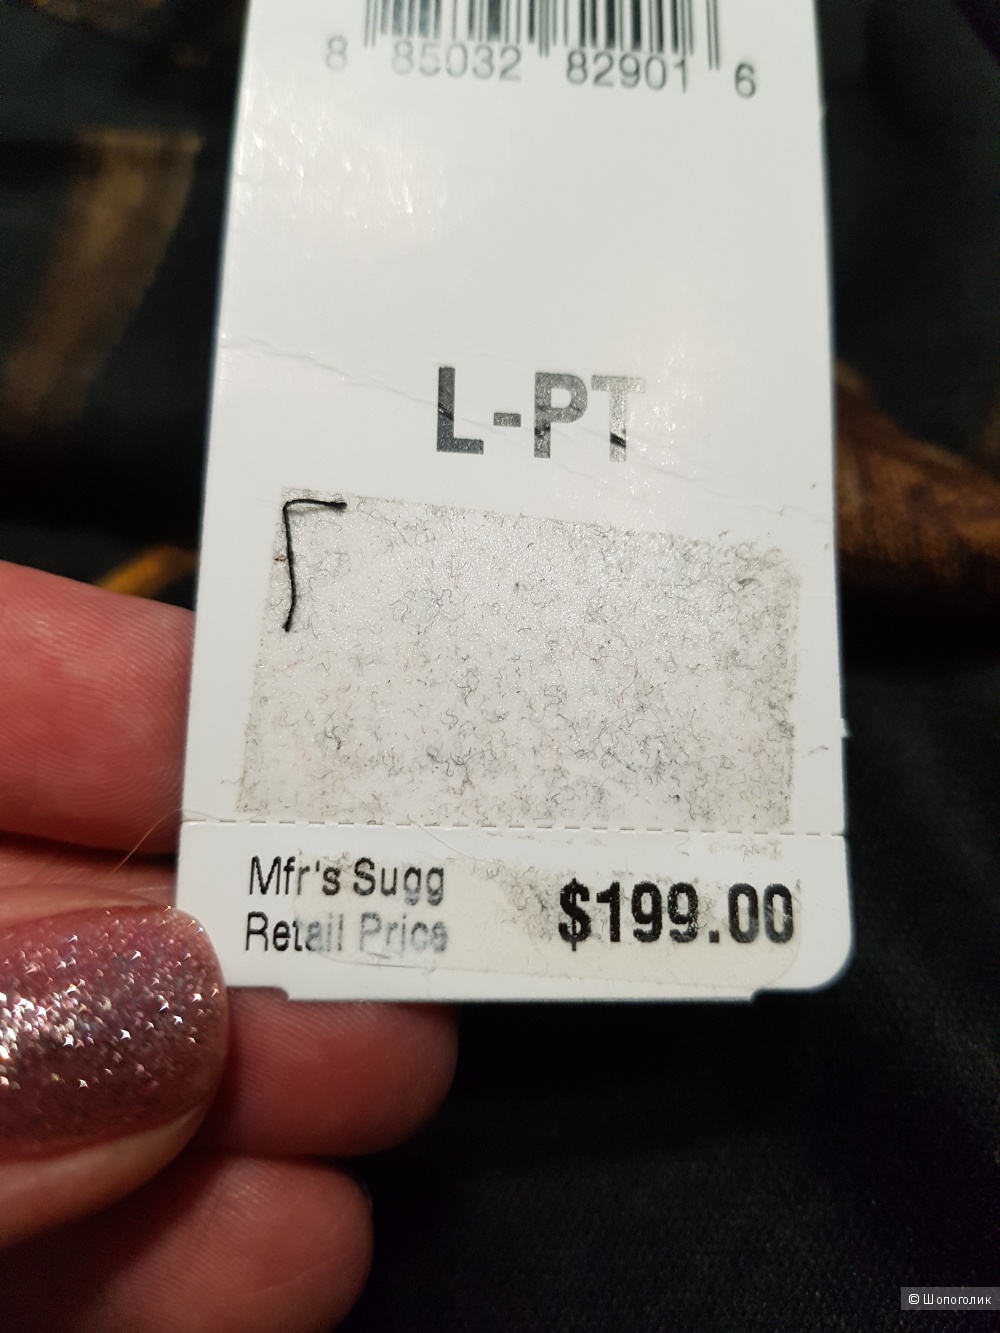 8 85032 82901 6
L-PT
Mfr's Sugg
Retail Price
$199.00
© Шопоголик